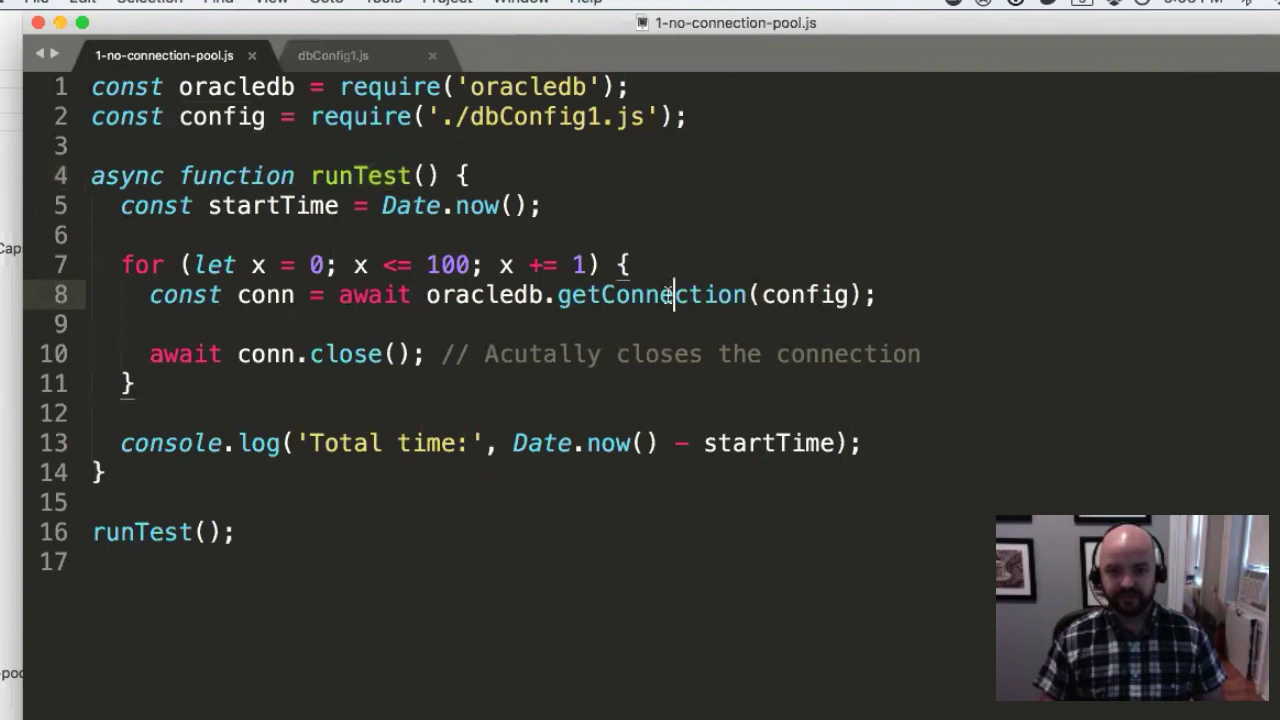 1-no-connection-pool.js
1-no-connection-pool.js
dbConfig1.js
1 const oracledb = require('oracledb');
2 const config = require('./dbConfig1.js');
3
4 async function runTest() {
5 const startTime = Date.now();
6
7 for (let x = 0; x <= 100; x += 1) {
8 const conn = await oracledb.getConnection(config);
9
10 await conn.close(); // Acutally closes the connection
11 }
12
13 console.log('Total time:', Date.now() - startTime);
14 }
15
16 runTest();
17
Caps
-poo